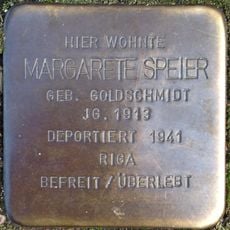 HIER WOHNTE
MARGARETE SPEIER
GEB. GOLDSCHMIDT
JG. 1913
DEPORTIERT 1941
RIGA
BEFREIT / ÜBERLEBT